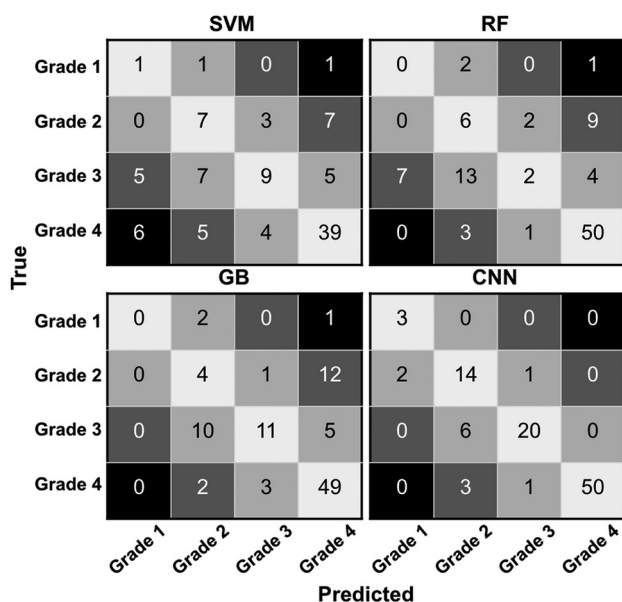 SVM RF
Grade 1 1 1 0 1 0 2 0 1
Grade 2 0 7 3 7 0 6 2 9
Grade 3 5 7 9 5 7 13 2 4
Grade 4 6 5 4 39 0 3 1 50
True
GB CNN
Grade 1 0 2 0 1 3 0 0 0
Grade 2 0 4 1 12 2 14 1 0
Grade 3 0 10 11 5 0 6 20 0
Grade 4 0 2 3 49 0 3 1 50
Grade 1 Grade 2 Grade 3 Grade 4 Grade 1 Grade 2 Grade 3 Grade 4
Predicted